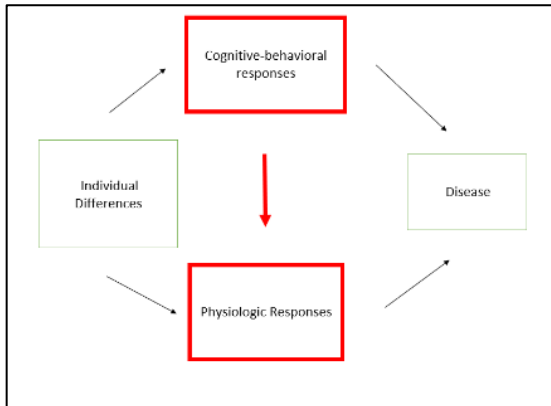 Cognitive-behavioral
responses
Individual
Differences
Disease
Physiologic Responses